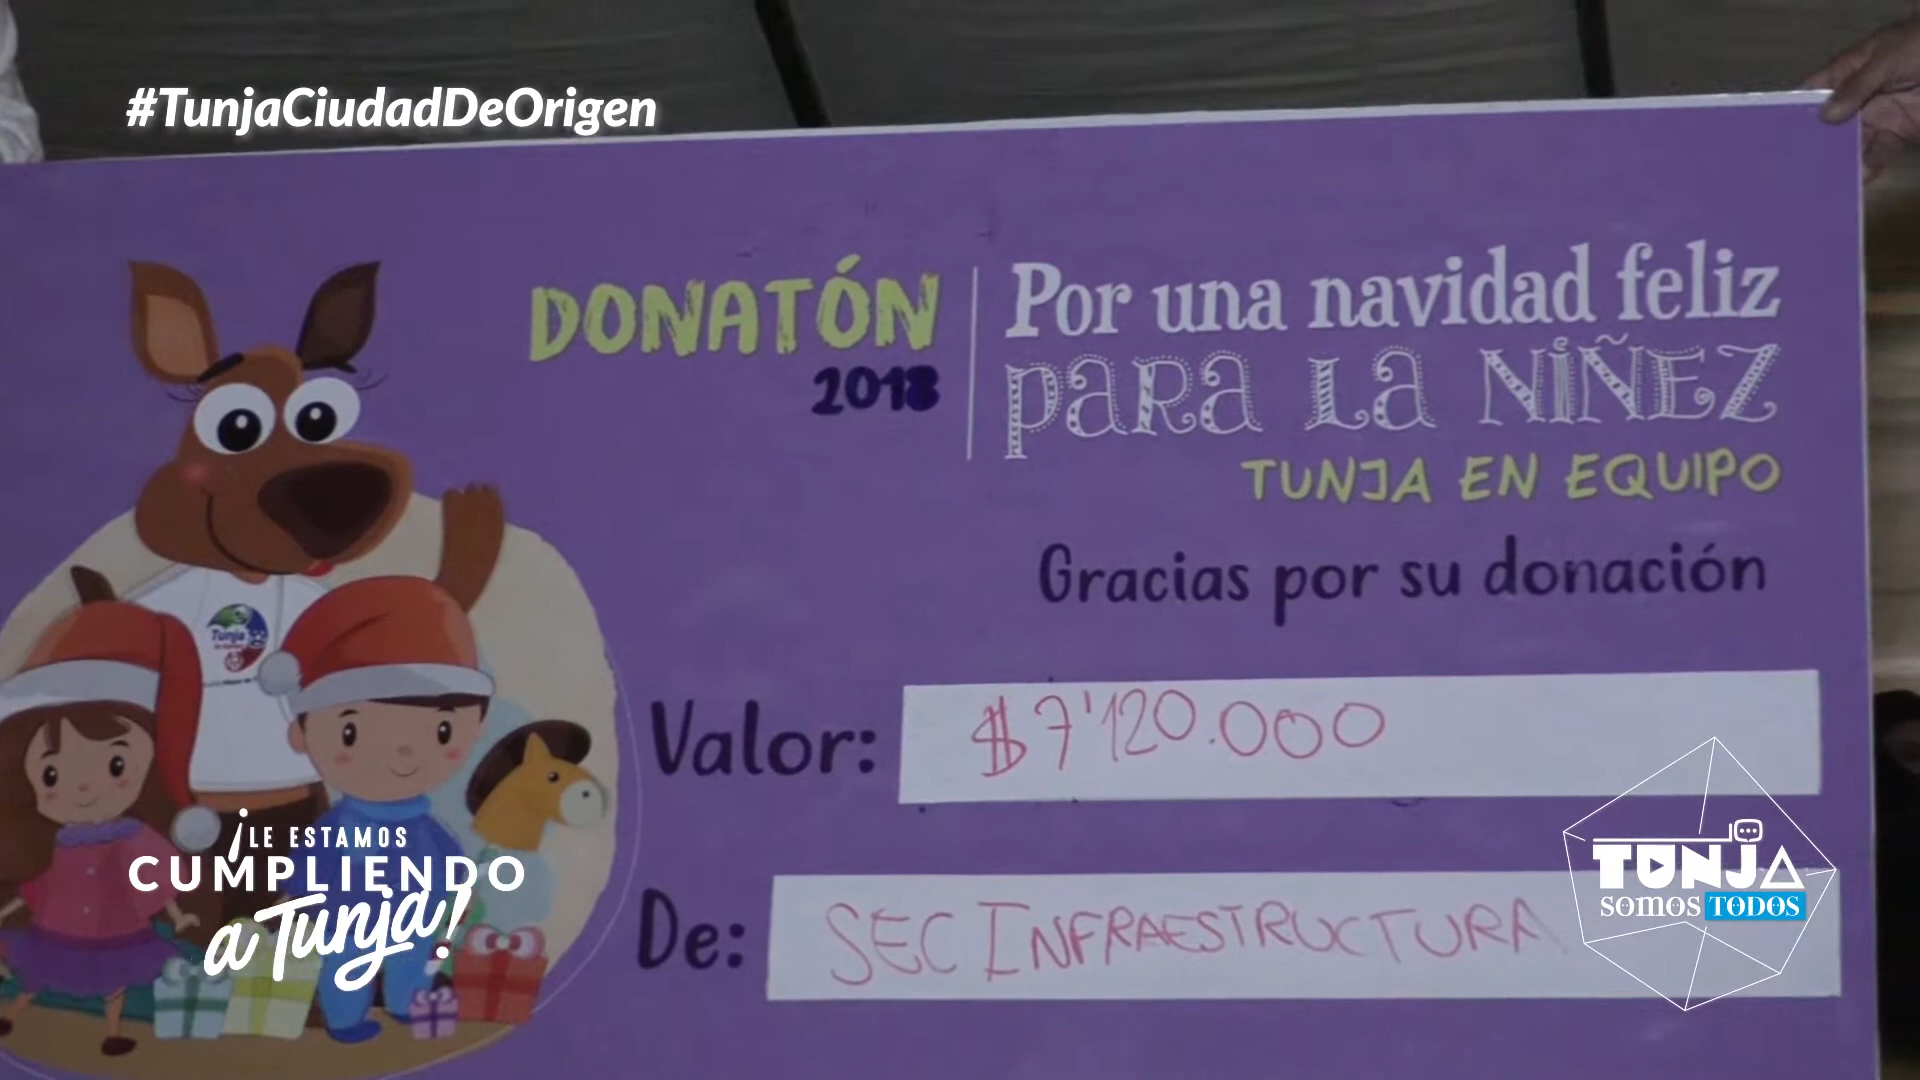 #TunjaCiudadDeOrigen
DONATÓN
2018
Por una navidad feliz
PARA LA NIÑEZ
TUNJA EN EQUIPO
Gracias por su donación
Tunja
Valor: $7'120.000
De: SEC INFRAESTRUCTURA
¡LE ESTAMOS
CUMPLIENDO
a Tunja!
TUNJA
SOMOS TODOS